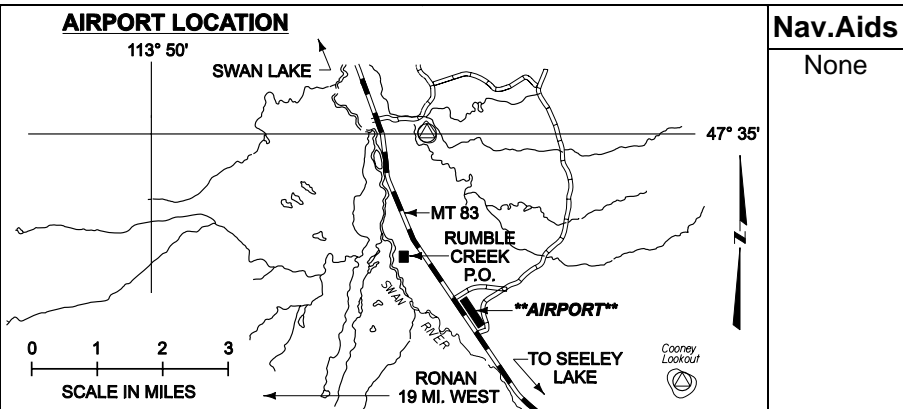 AIRPORT LOCATION
Nav.Aids
None
113° 50'
SWAN LAKE
47° 35'
MT 83
RUMBLE
CREEK
P.O.
N
**AIRPORT**
SWAN
RIVER
0 1 2 3
SCALE IN MILES
RONAN
19 MI. WEST
TO SEELEY
LAKE
Cooney
Lookout